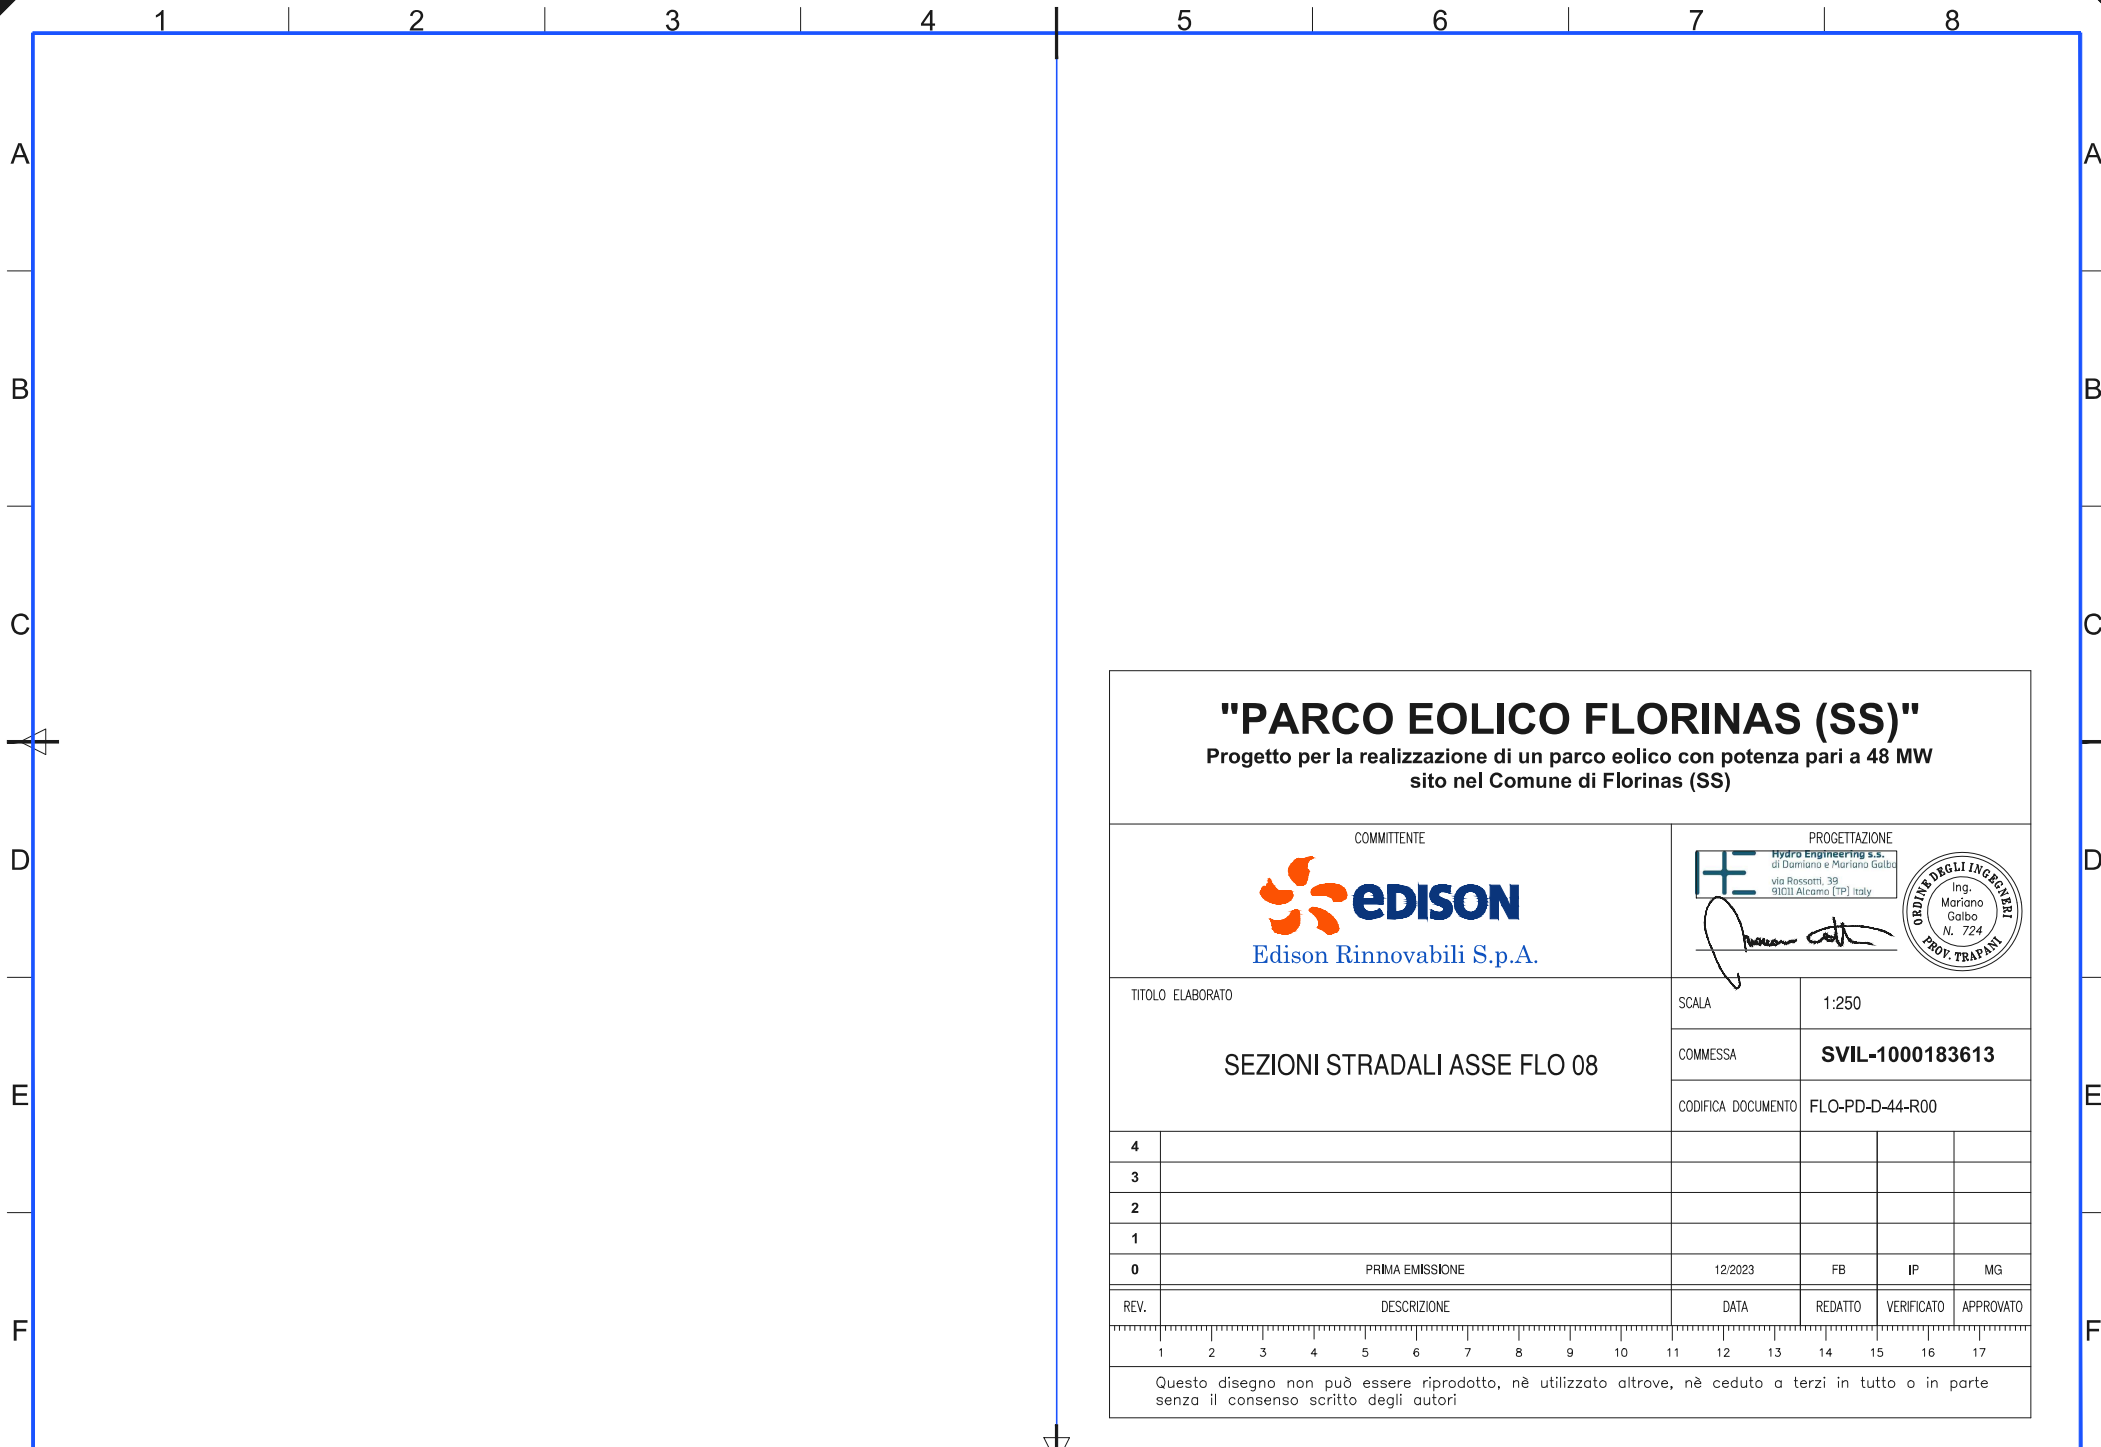 1 2 3 4 5 6 7 8
A A
B B
C C
"PARCO EOLICO FLORINAS (SS)"
Progetto per la realizzazione di un parco eolico con potenza pari a 48 MW
sito nel Comune di Florinas (SS)
D D
COMMITTENTE
EDISON
Edison Rinnovabili S.p.A.
PROGETTAZIONE
Hydro Engineering s.s.
di Damiano e Mariano Galbo
via Rossotti, 39
91011 Alcamo (TP) Italy
ORDINE DEGLI INGEGNERI
PROV. TRAPANI
Ing.
Mariano
Galbo
N. 724
TITOLO ELABORATO
SEZIONI STRADALI ASSE FLO 08
SCALA 1:250
COMMESSA SVIL-1000183613
CODIFICA DOCUMENTO FLO-PD-D-44-R00
E E
4
3
2
1
0 PRIMA EMISSIONE 12/2023 FB IP MG
REV. DESCRIZIONE DATA REDATTO VERIFICATO APPROVATO
F F
1 2 3 4 5 6 7 8 9 10 11 12 13 14 15 16 17
Questo disegno non può essere riprodotto, nè utilizzato altrove, nè ceduto a terzi in tutto o in parte
senza il consenso scritto degli autori